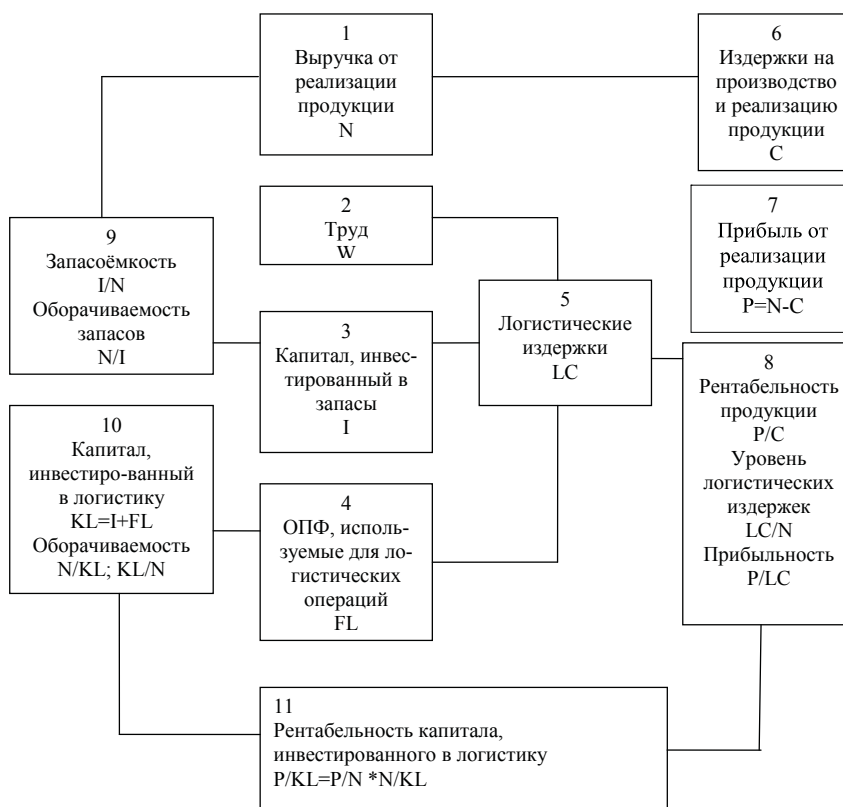 1
Выручка от
реализации
продукции
N
6
Издержки на
производство
и реализацию
продукции
C
2
Труд
W
7
Прибыль от
реализации
продукции
P=N-C
9
Запасоёмкость
I/N
Оборачиваемость
запасов
N/I
3
Капитал, инвес-
тированный в
запасы
I
5
Логистические
издержки
LC
8
Рентабельность
продукции
P/C
Уровень
логистических
издержек
LC/N
Прибыльность
P/LC
10
Капитал,
инвестиро-ванный
в логистику
KL=I+FL
Оборачиваемость
N/KL; KL/N
4
ОПФ, исполь-
зуемые для ло-
гистических
операций
FL
11
Рентабельность капитала,
инвестированного в логистику
P/KL=P/N *N/KL